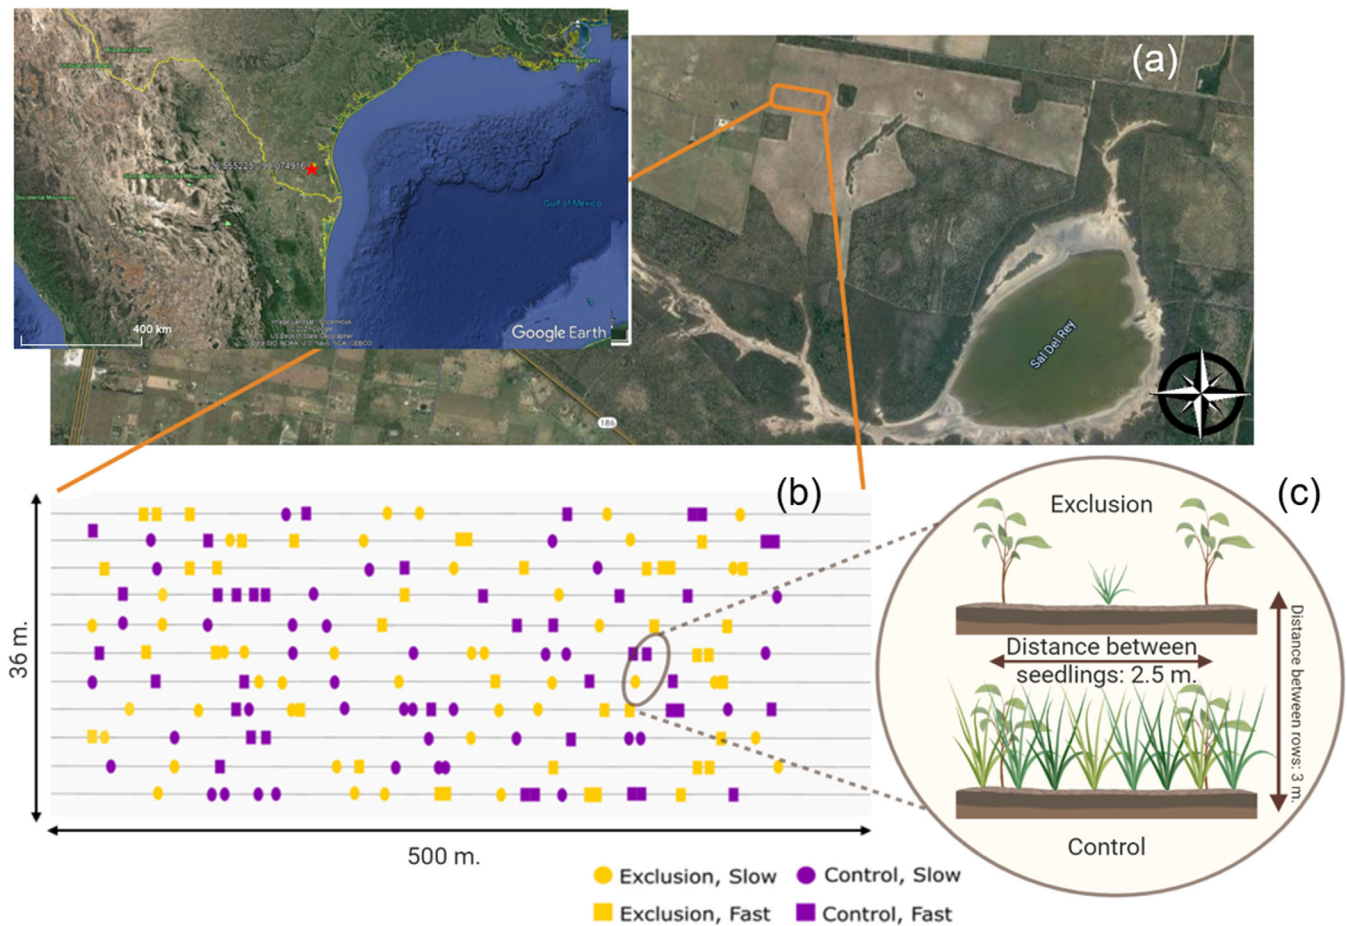 (a)
Gulf of Mexico
400 km
Google Earth
Sal Del Rey
186
(b)
(c)
36 m.
500 m.
Exclusion
Distance between
seedlings: 2.5 m.
Distance between rows: 3 m.
Control
Exclusion, Slow
Control, Slow
Exclusion, Fast
Control, Fast